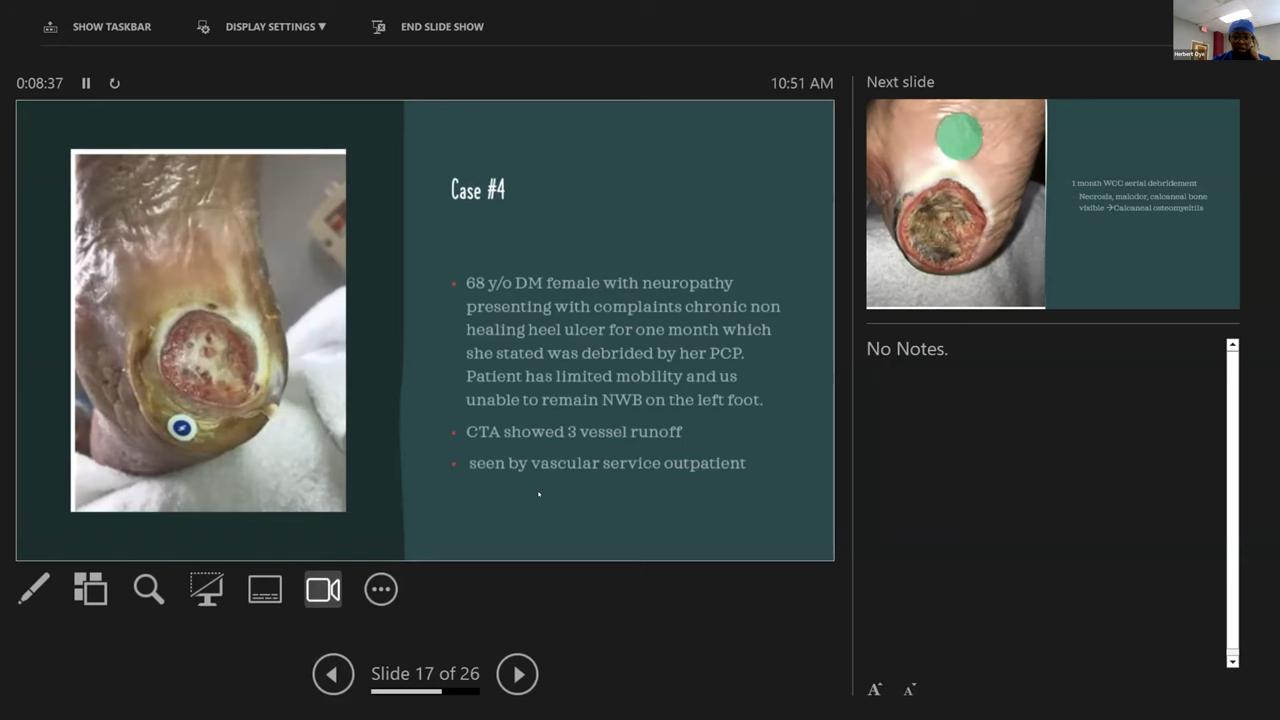 SHOW TASKBAR
DISPLAY SETTINGS ▼
END SLIDE SHOW
Herbert Oye
0:08:37
10:51 AM
Case #4
68 y/o DM female with neuropathy
presenting with complaints chronic non
healing heel ulcer for one month which
she stated was debrided by her PCP.
Patient has limited mobility and us
unable to remain NWB on the left foot.
CTA showed 3 vessel runoff
seen by vascular service outpatient
Slide 17 of 26
Next slide
1 month WCC serial debridement
Necrosis, malodor, calcaneal bone
visible →Calcaneal osteomyeltils
No Notes.
A A